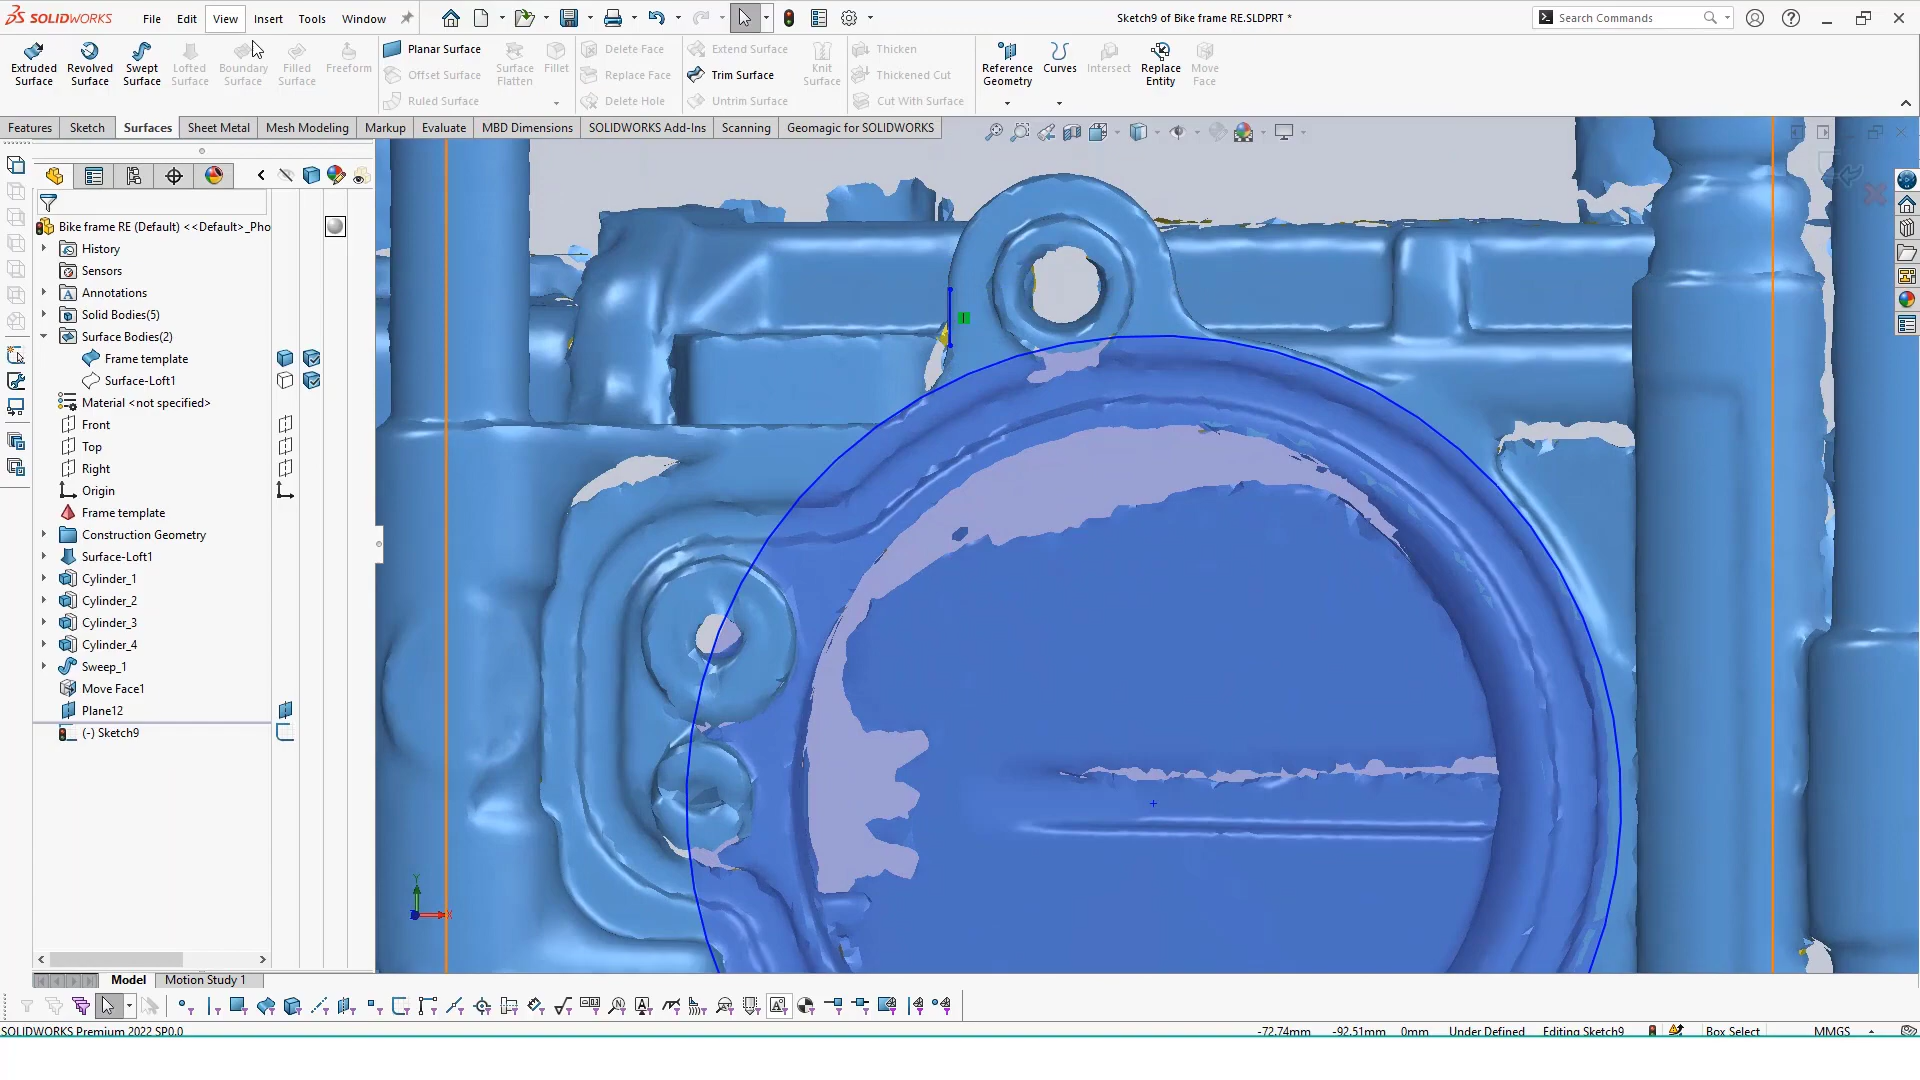 SOLIDWORKS
File Edit View Insert Tools Window
Sketch9 of Bike frame RE.SLDPRT *
Search Commands
Extruded Surface
Revolved Surface
Swept Surface
Lofted Surface
Boundary Surface
Filled Surface
Freeform
Planar Surface
Offset Surface
Ruled Surface
Surface Flatten
Fillet
Delete Face
Replace Face
Delete Hole
Extend Surface
Trim Surface
Untrim Surface
Knit Surface
Thicken
Thickened Cut
Cut With Surface
Reference Geometry
Curves
Intersect
Replace Entity
Move Face
Features Sketch Surfaces Sheet Metal Mesh Modeling Markup Evaluate MBD Dimensions SOLIDWORKS Add-Ins Scanning Geomagic for SOLIDWORKS
Bike frame RE (Default) <<Default>_Pho
History
Sensors
Annotations
Solid Bodies(5)
Surface Bodies(2)
Frame template
Surface-Loft1
Material <not specified>
Front
Top
Right
Origin
Frame template
Construction Geometry
Surface-Loft1
Cylinder_1
Cylinder_2
Cylinder_3
Cylinder_4
Sweep_1
Move Face1
Plane12
(-) Sketch9
Y
X
Model Motion Study 1
SOLIDWORKS Premium 2022 SP0.0
-72.74mm -92.51mm 0mm Under Defined Editing Sketch9 Box Select MMGS